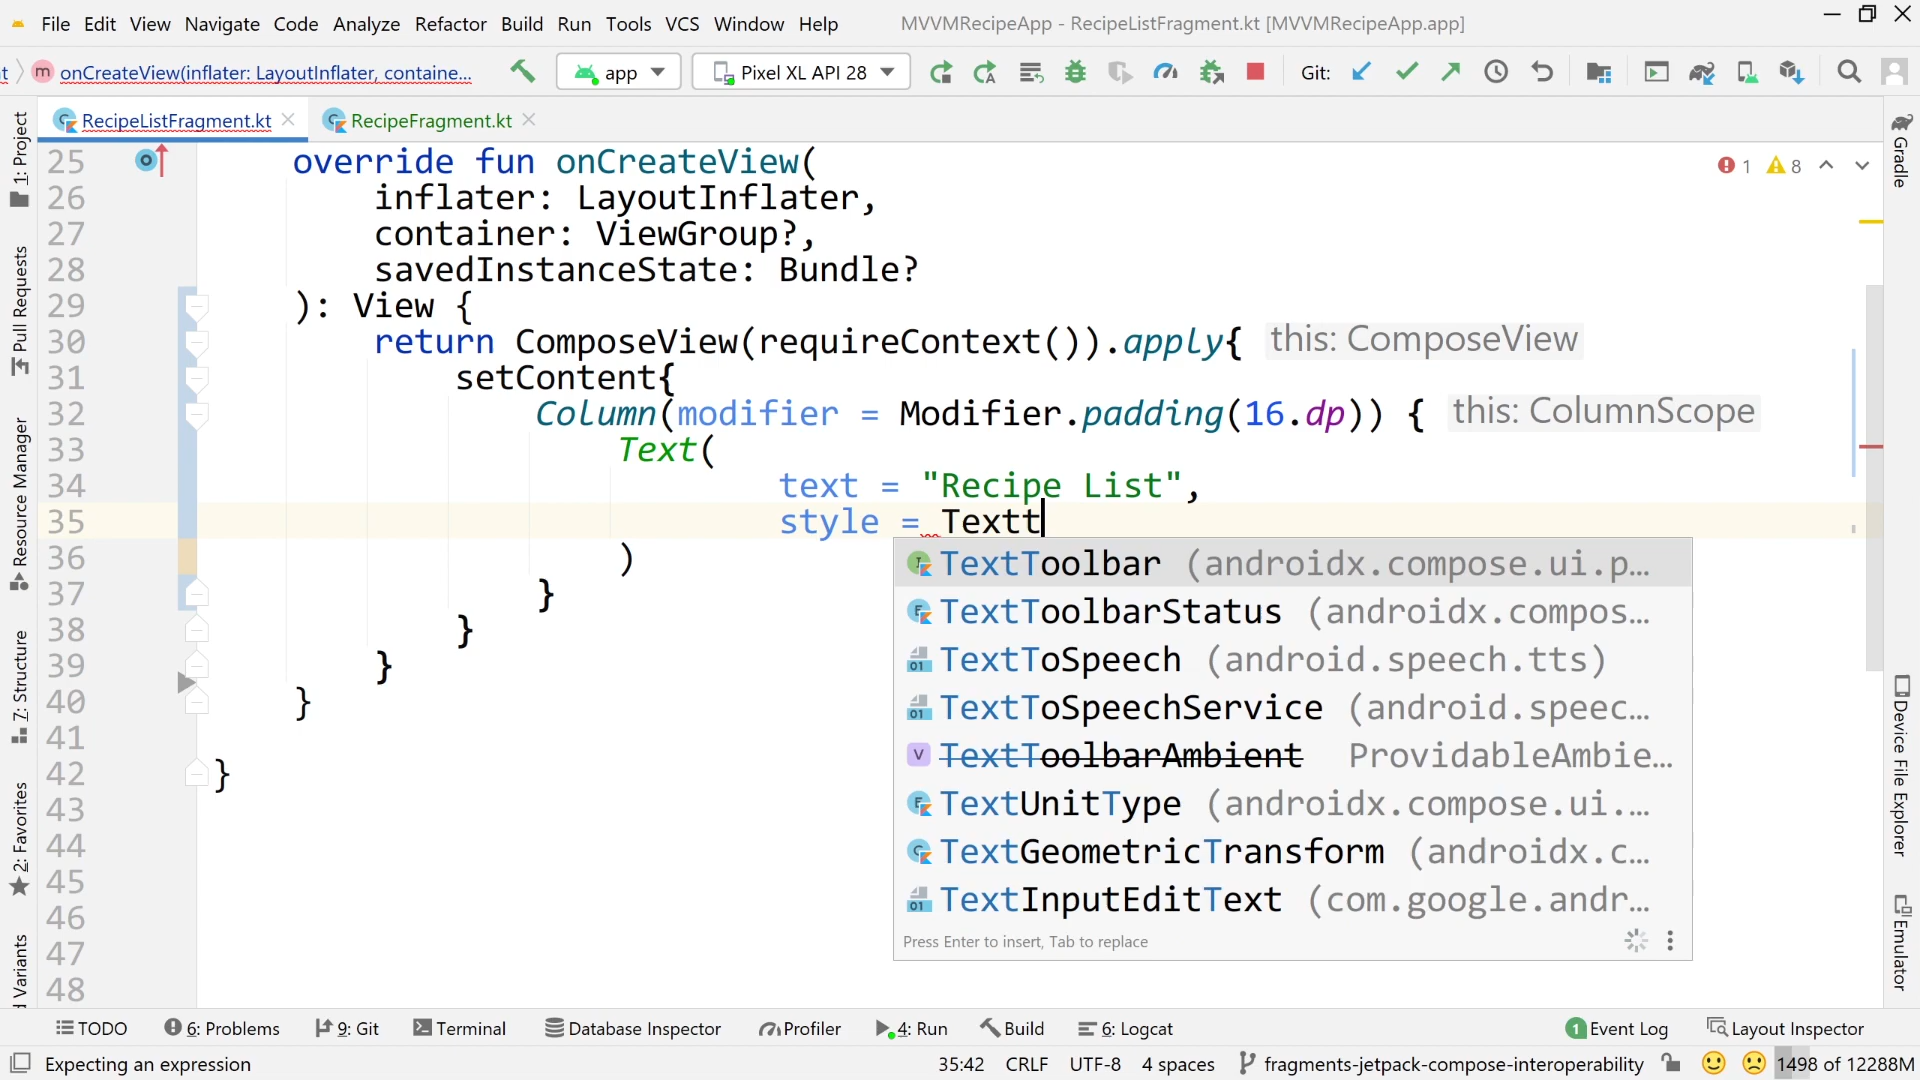 File Edit View Navigate Code Analyze Refactor Build Run Tools VCS Window Help MVVMRecipeApp - RecipeListFragment.kt [MVVMRecipeApp.app]
t m onCreateView(inflater: LayoutInflater, containe... app Pixel XL API 28 Git:
RecipeListFragment.kt RecipeFragment.kt
1: Project
Pull Requests
Resource Manager
7: Structure
2: Favorites
d Variants
25 override fun onCreateView(
26 inflater: LayoutInflater,
27 container: ViewGroup?,
28 savedInstanceState: Bundle?
29 ): View {
30 return ComposeView(requireContext()).apply{ this: ComposeView
31 setContent{
32 Column(modifier = Modifier.padding(16.dp)) { this: ColumnScope
33 Text(
34 text = "Recipe List",
35 style = Textt
36 )
37 }
38 }
39 }
40 }
41
42 }
43
44
45
46
47
48
1 8
TextToolbar (androidx.compose.ui.p...
TextToolbarStatus (androidx.compos...
TextToSpeech (android.speech.tts)
TextToSpeechService (android.speec...
TextToolbarAmbient ProvidableAmbie...
TextUnitType (androidx.compose.ui....
TextGeometricTransform (androidx.c...
TextInputEditText (com.google.andr...
Press Enter to insert, Tab to replace
Gradle
Device File Explorer
Emulator
TODO 6: Problems 9: Git Terminal Database Inspector Profiler 4: Run Build 6: Logcat 1 Event Log Layout Inspector
Expecting an expression 35:42 CRLF UTF-8 4 spaces fragments-jetpack-compose-interoperability 1498 of 12288M